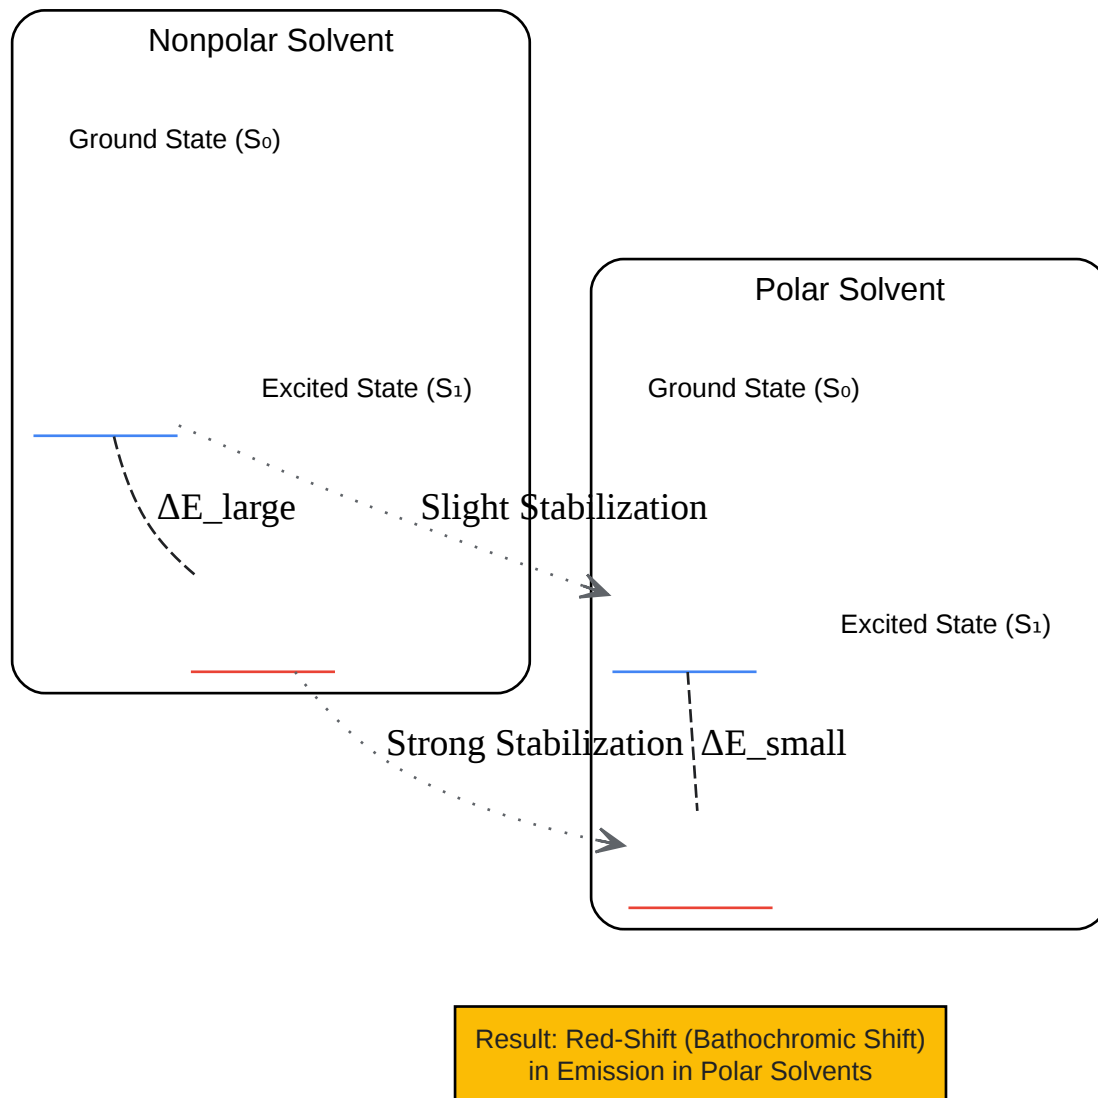 Nonpolar Solvent
Ground State (S₀)
Excited State (S₁)
ΔE_large
Slight Stabilization
Polar Solvent
Ground State (S₀)
Excited State (S₁)
Strong Stabilization
ΔE_small
Result: Red-Shift (Bathochromic Shift)
in Emission in Polar Solvents